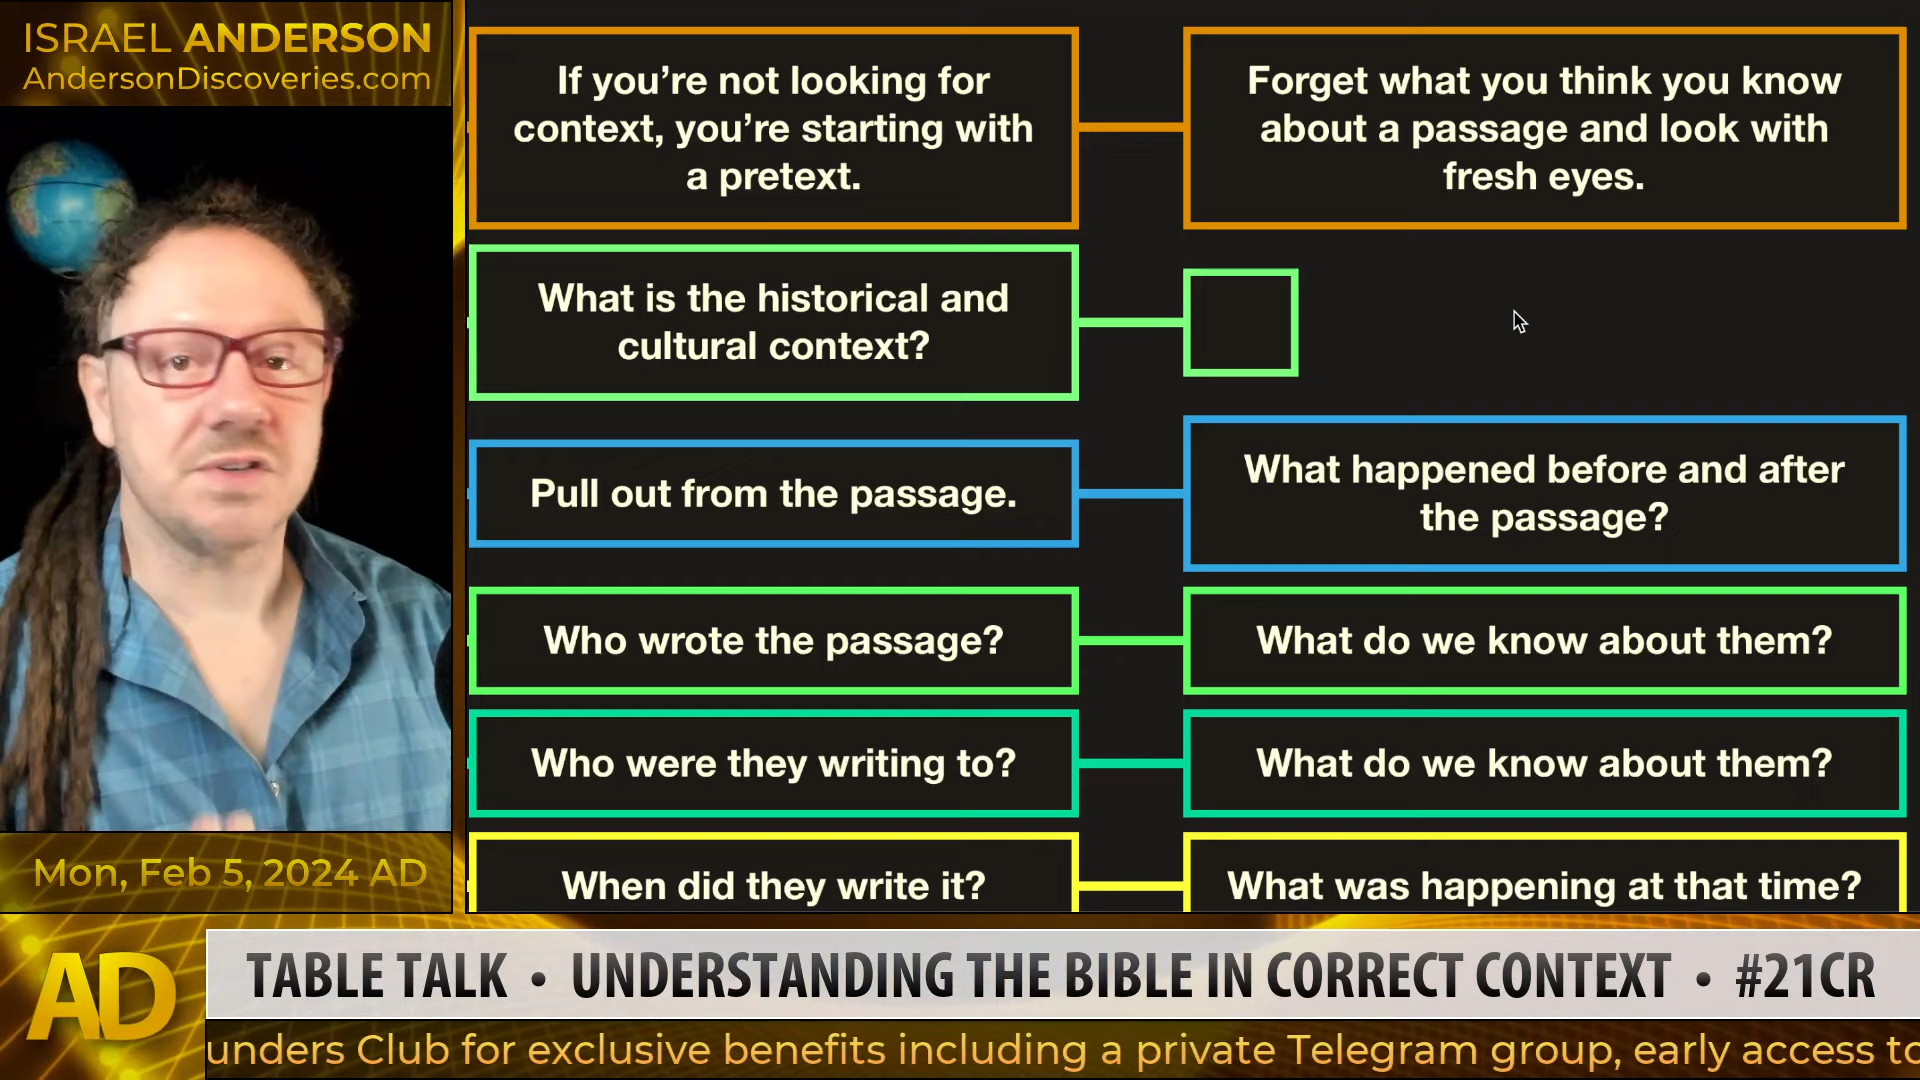 ISRAEL ANDERSON
AndersonDiscoveries.com
If you’re not looking for
context, you’re starting with
a pretext.
Forget what you think you know
about a passage and look with
fresh eyes.
What is the historical and
cultural context?
Pull out from the passage.
What happened before and after
the passage?
Who wrote the passage?
What do we know about them?
Who were they writing to?
What do we know about them?
When did they write it?
What was happening at that time?
Mon, Feb 5, 2024 AD
AD
TABLE TALK • UNDERSTANDING THE BIBLE IN CORRECT CONTEXT • #21CR
unders Club for exclusive benefits including a private Telegram group, early access to